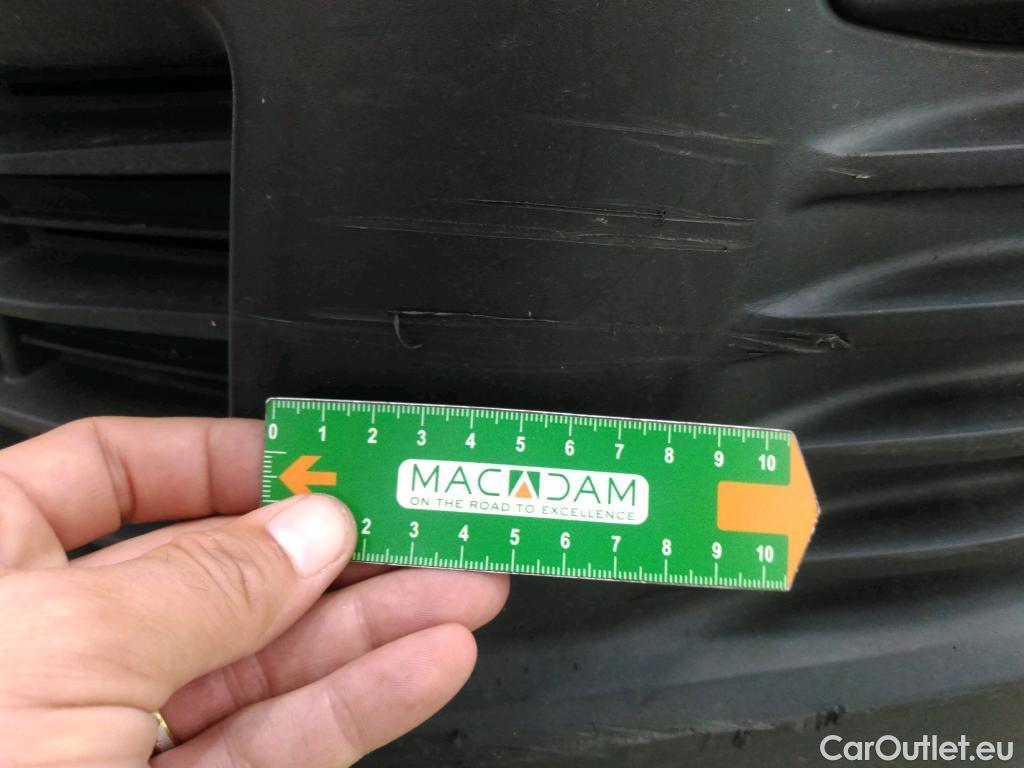 0 1 2 3 4 5 6 7 8 9 10
MACADAM
ON THE ROAD TO EXCELLENCE
2 3 4 5 6 7 8 9 10
CarOutlet.eu